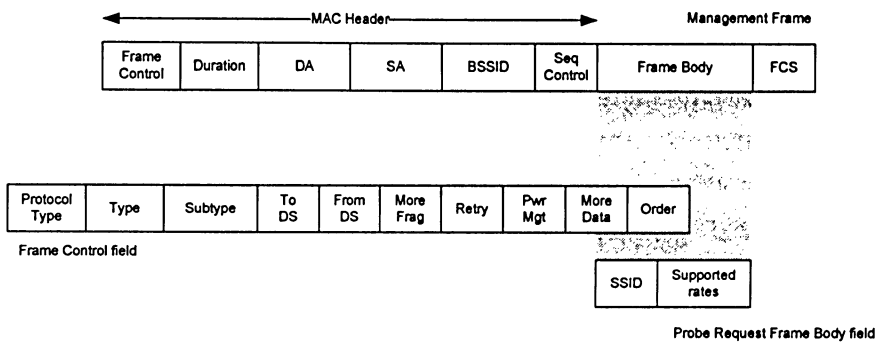 MAC Header
Management Frame
Frame
Control
Duration
DA
SA
BSSID
Seq
Control
Frame Body
FCS
Protocol
Type
Type
Subtype
To
DS
From
DS
More
Frag
Retry
Pwr
Mgt
More
Data
Order
Frame Control field
SSID
Supported
rates
Probe Request Frame Body field